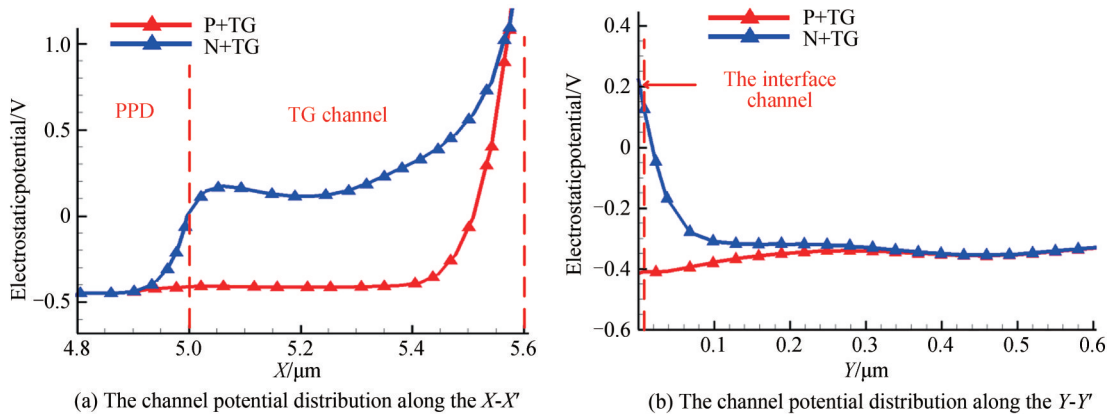 P+TG
N+TG
1.0
0.5
0
−0.5
Electrostaticpotential/V
PPD
TG channel
4.8
5.0
5.2
5.4
5.6
X/μm
(a) The channel potential distribution along the X-X′
P+TG
N+TG
0.4
0.2
0
−0.2
−0.4
−0.6
Electrostaticpotential/V
The interface
channel
0.1
0.2
0.3
0.4
0.5
0.6
Y/μm
(b) The channel potential distribution along the Y-Y′